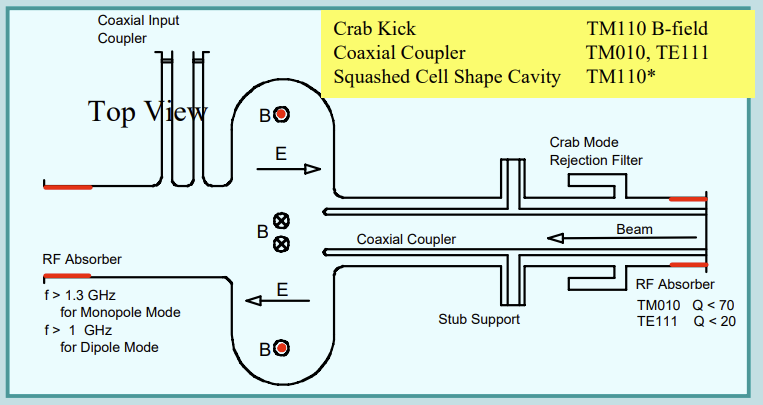 Coaxial Input
Coupler
Crab Kick TM110 B-field
Coaxial Coupler TM010, TE111
Squashed Cell Shape Cavity TM110*
Top View
B
E
Crab Mode
Rejection Filter
B
Coaxial Coupler
Beam
RF Absorber
f > 1.3 GHz
for Monopole Mode
f > 1 GHz
for Dipole Mode
E
B
Stub Support
RF Absorber
TM010 Q < 70
TE111 Q < 20